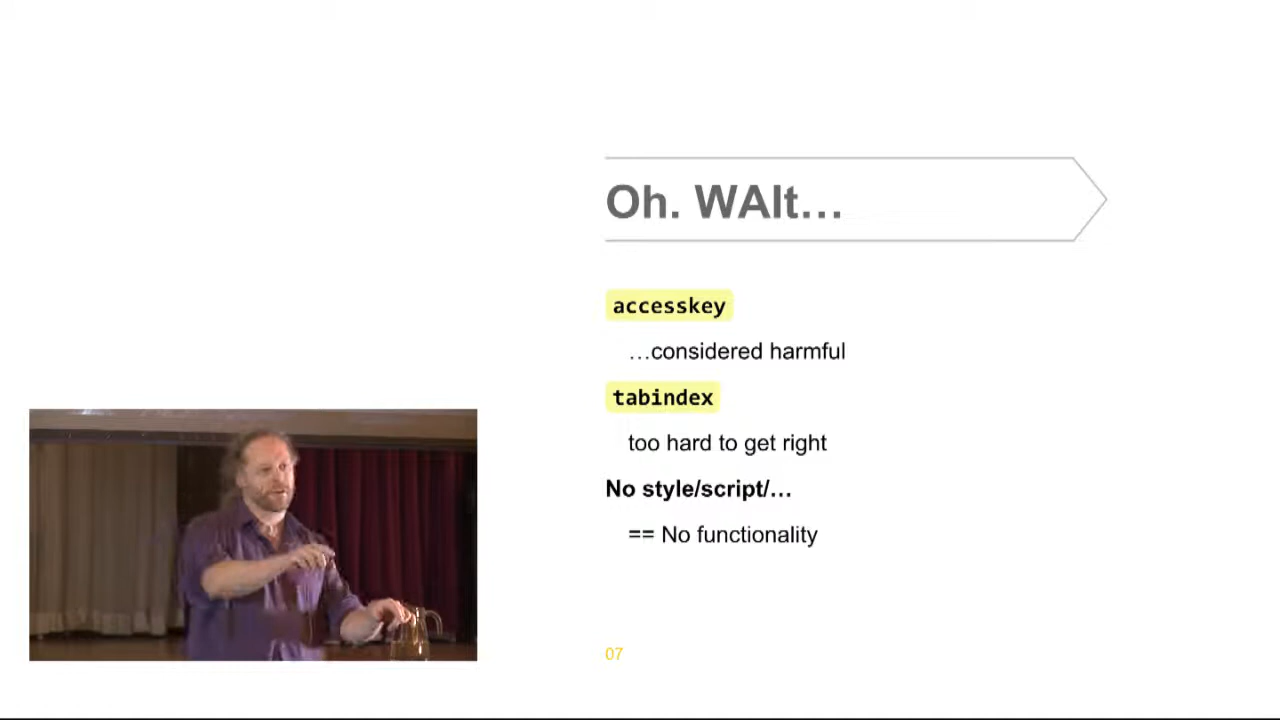 Oh. WAIt…
accesskey
…considered harmful
tabindex
too hard to get right
No style/script/…
== No functionality
07